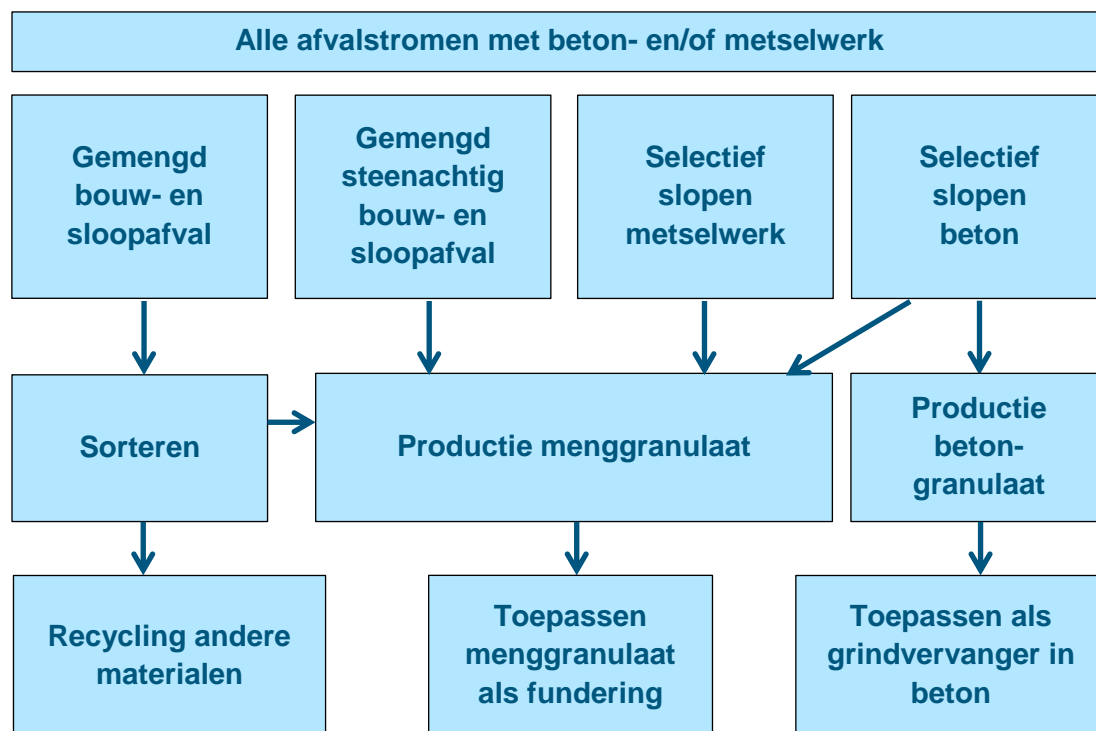 Alle afvalstromen met beton- en/of metselwerk
Gemengd
bouw- en
sloopafval
Gemengd
steenachtig
bouw- en
sloopafval
Selectief
slopen
metselwerk
Selectief
slopen
beton
Sorteren
Productie menggranulaat
Productie
beton-
granulaat
Recycling andere
materialen
Toepassen
menggranulaat
als fundering
Toepassen als
grindvervanger in
beton